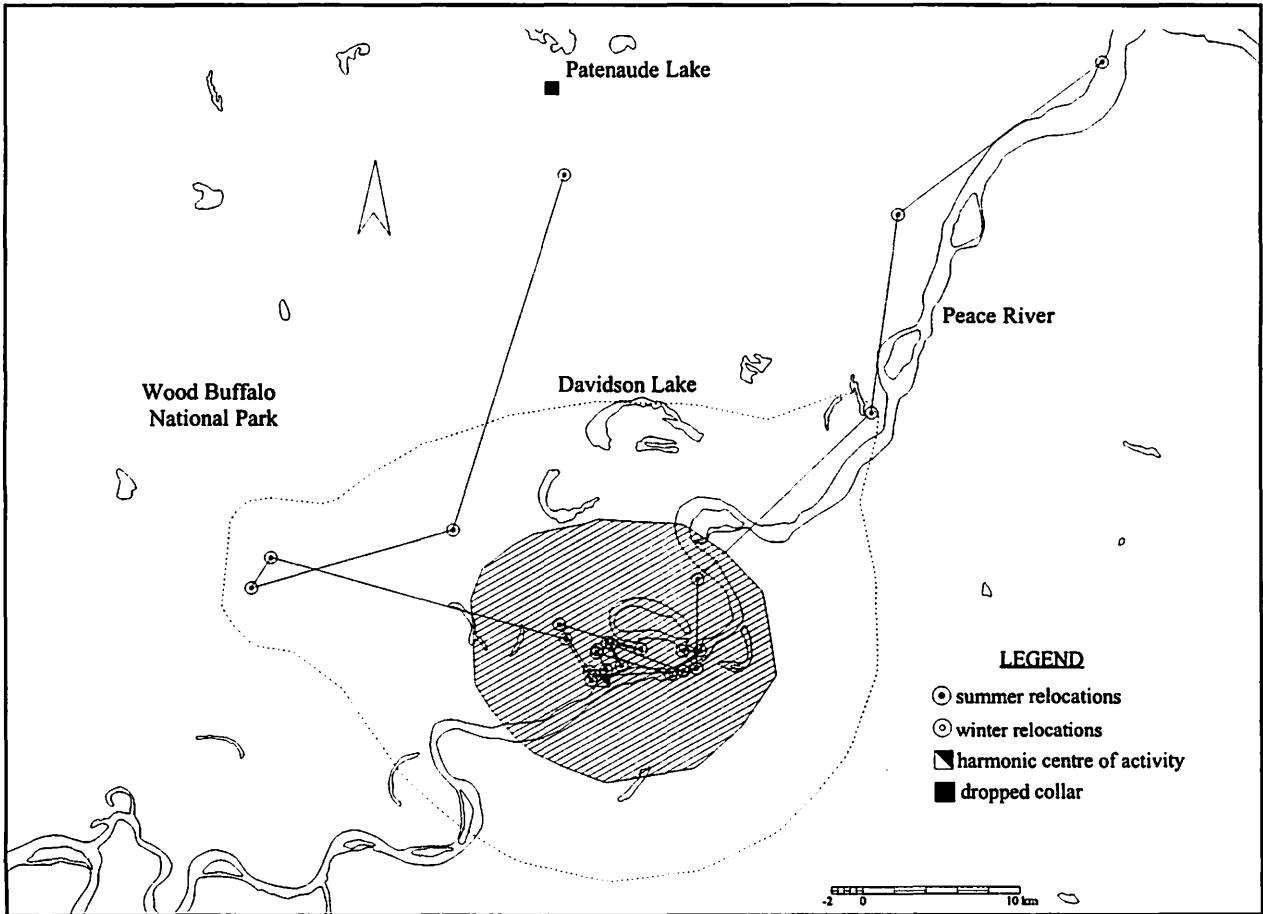 Patenaude Lake
Peace River
Wood Buffalo
National Park
Davidson Lake
LEGEND
summer relocations
winter relocations
harmonic centre of activity
dropped collar
-2 0 10 km